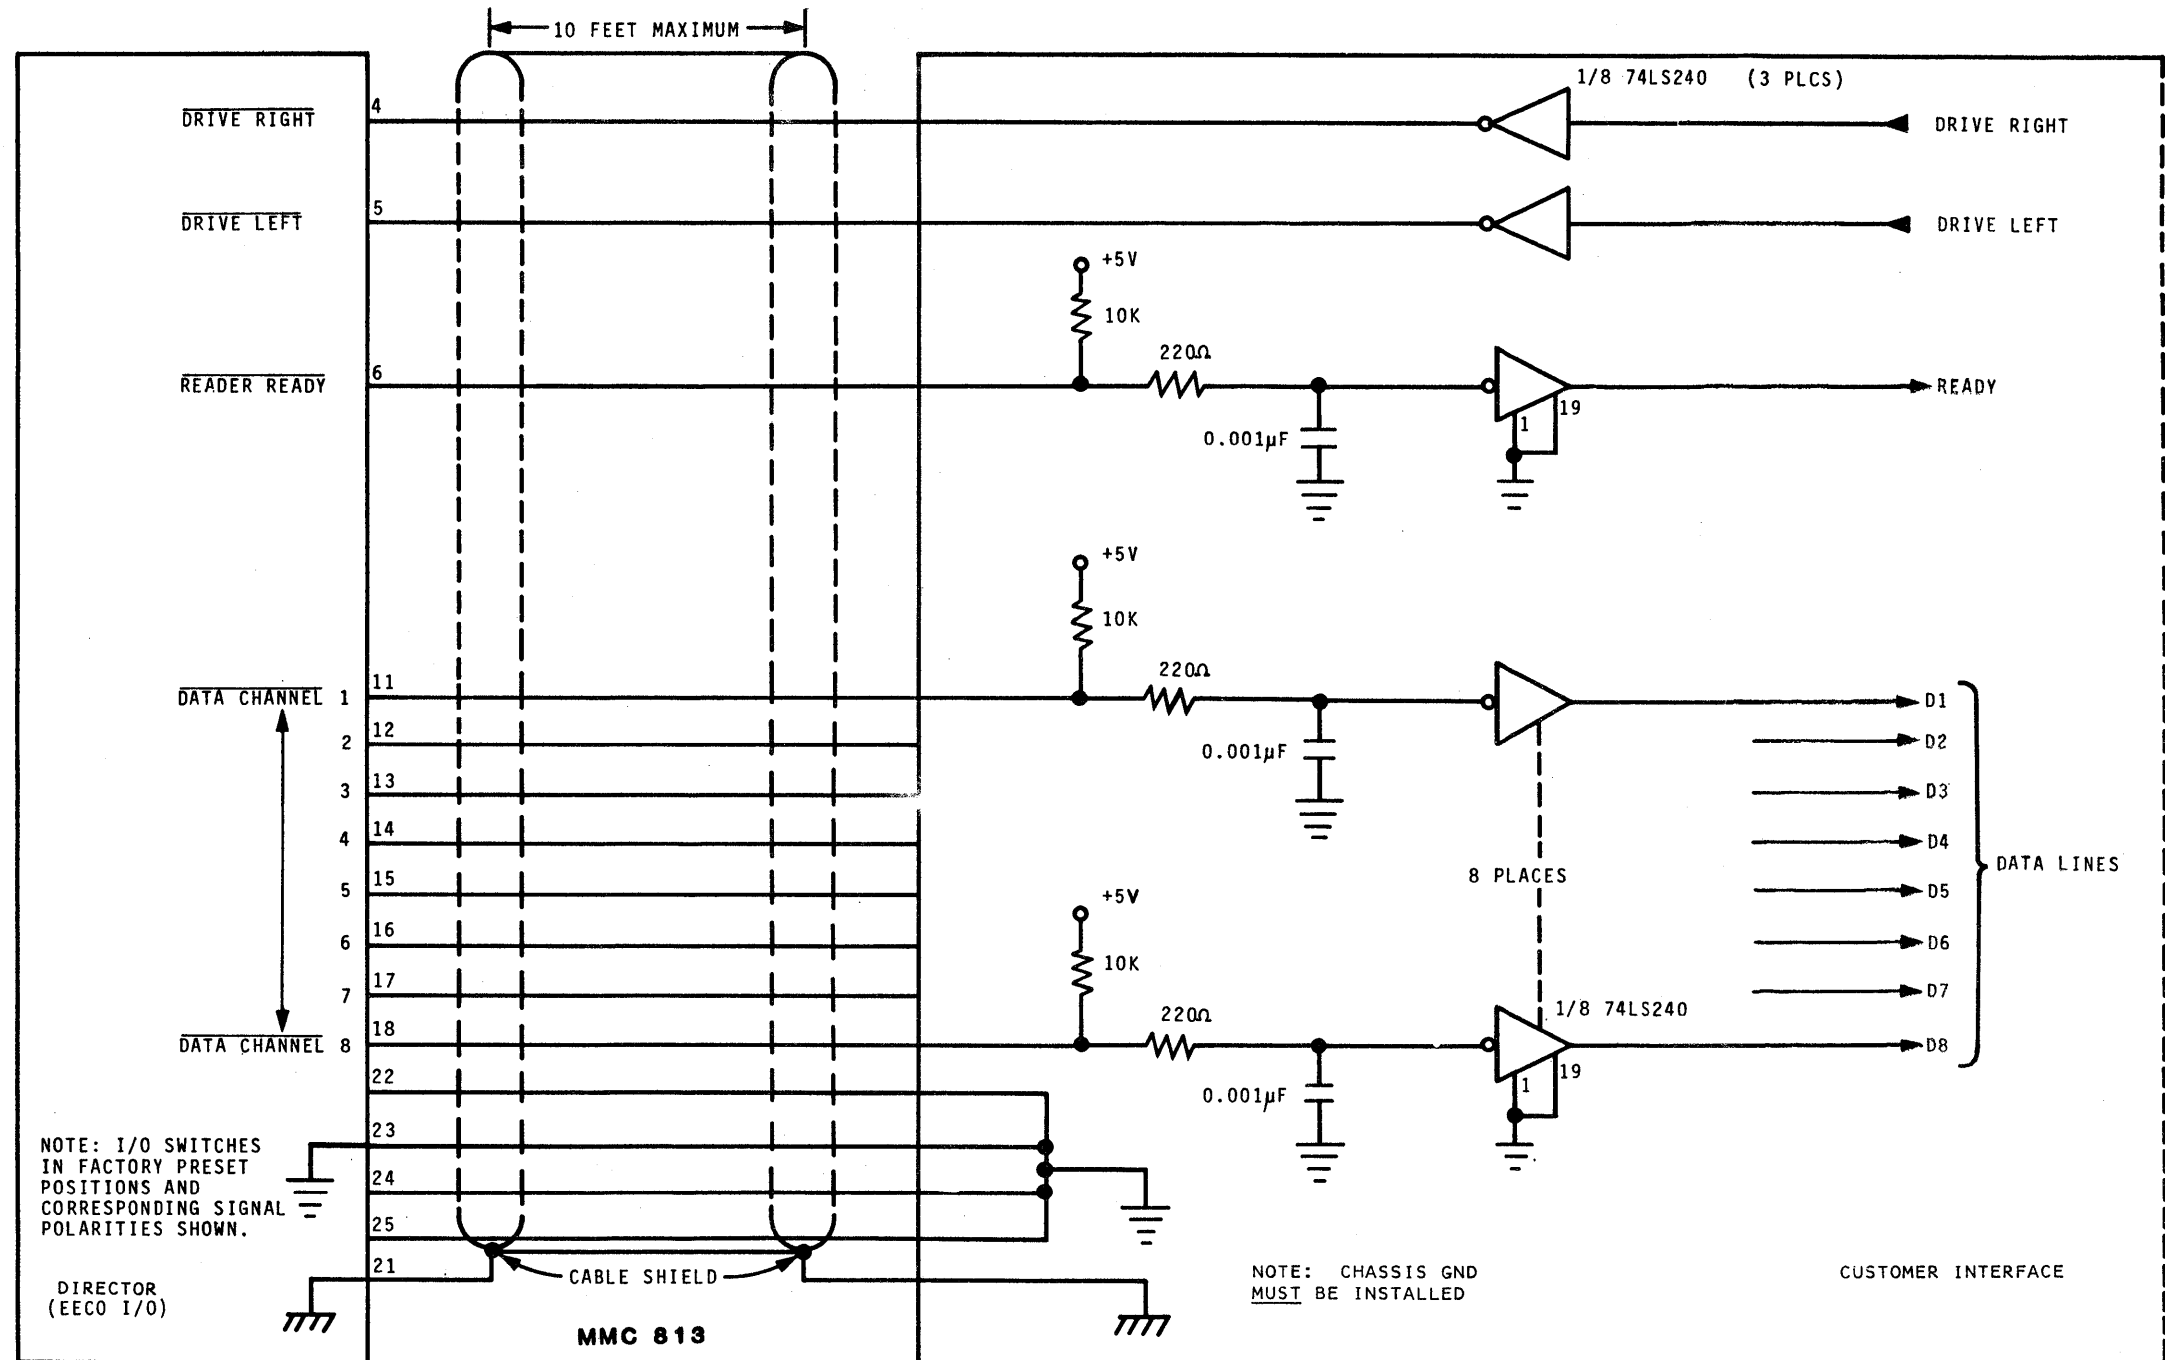 10 FEET MAXIMUM
1/8 74LS240 (3 PLCS)
DRIVE RIGHT
4
DRIVE RIGHT
DRIVE LEFT
5
DRIVE LEFT
+5V
10K
220Ω
READER READY
6
READY
19
1
0.001µF
+5V
10K
220Ω
DATA CHANNEL 1
11
D1
2
12
D2
0.001µF
3
13
D3
4
14
D4
DATA LINES
5
15
D5
8 PLACES
+5V
6
16
D6
10K
7
17
D7
1/8 74LS240
220Ω
DATA CHANNEL 8
18
D8
19
1
0.001µF
22
23
24
25
21
NOTE: I/O SWITCHES
IN FACTORY PRESET
POSITIONS AND
CORRESPONDING SIGNAL
POLARITIES SHOWN.
CABLE SHIELD
DIRECTOR
(EECO I/O)
MMC 813
NOTE: CHASSIS GND
MUST BE INSTALLED
CUSTOMER INTERFACE